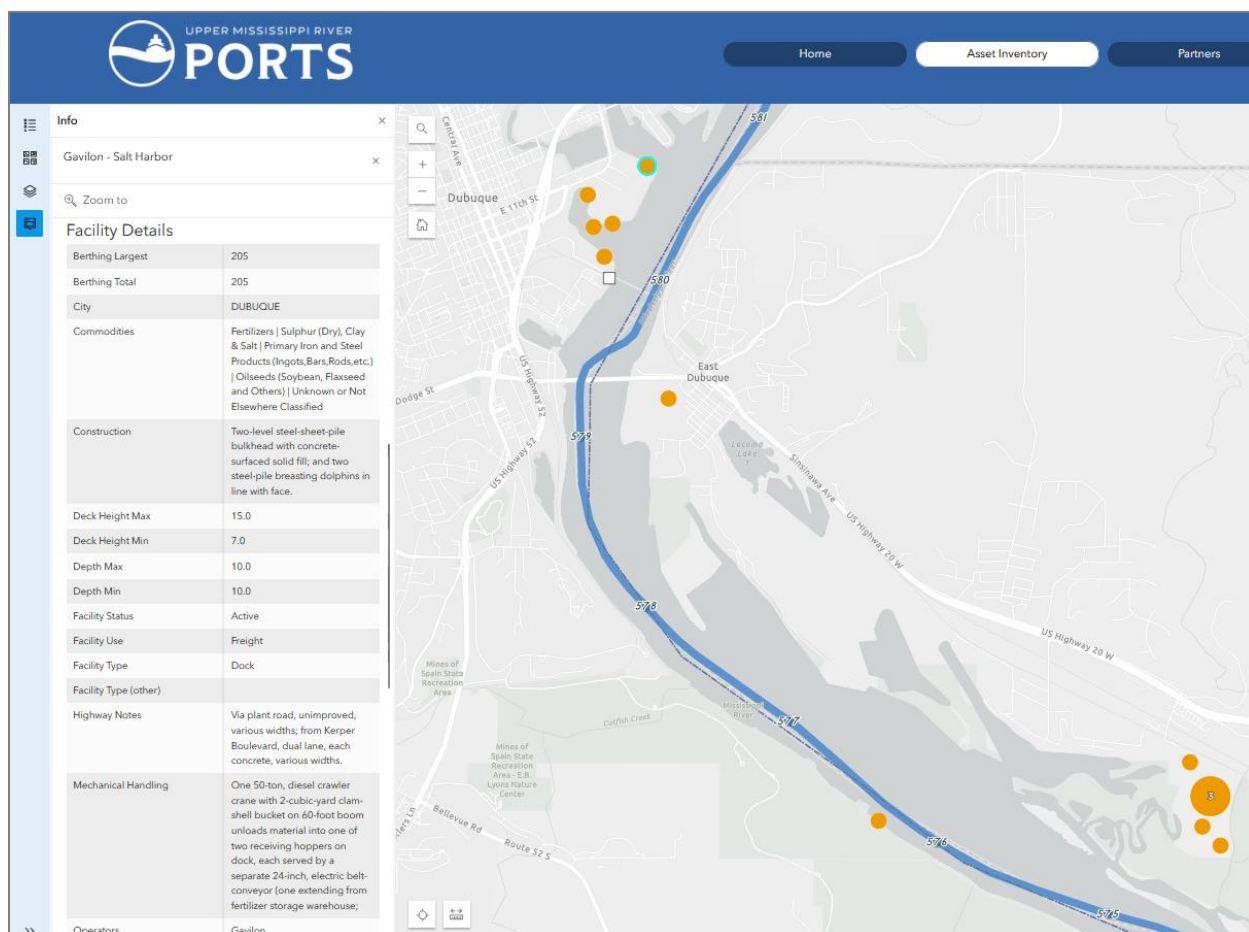 UPPER MISSISSIPPI RIVER
PORTS
Home
Asset Inventory
Partners
Info
Gavilon - Salt Harbor
Zoom to
Facility Details
Berthing Largest 205
Berthing Total 205
City DUBUQUE
Commodities Fertilizers | Sulphur (Dry), Clay
& Salt | Primary Iron and Steel
Products (Ingots,Bars,Rods,etc.)
| Oilseeds (Soybean, Flaxseed
and Others) | Unknown or Not
Elsewhere Classified
Construction Two-level steel-sheet-pile
bulkhead with concrete-
surfaced solid fill; and two
steel-pile breasting dolphins in
line with face.
Deck Height Max 15.0
Deck Height Min 7.0
Depth Max 10.0
Depth Min 10.0
Facility Status Active
Facility Use Freight
Facility Type Dock
Facility Type (other)
Highway Notes Via plant road, unimproved,
various widths; from Kerper
Boulevard, dual lane, each
concrete, various widths.
Mechanical Handling One 50-ton, diesel crawler
crane with 2-cubic-yard clam-
shell bucket on 60-foot boom
unloads material into one of
two receiving hoppers on
dock, each served by a
separate 24-inch, electric belt-
conveyor (one extending from
fertilizer storage warehouse;
Operators Gavilon
Central Ave
Dubuque
E 11th St
581
580
East
Dubuque
US Highway 52
Dodge St
579
US Highway 52
Sinsinawa Ave
US Highway 20 W
578
US Highway 20 W
Mines of
Spain State
Recreation
Area
Catfish Creek
Mississippi
River
577
Mines of
Spain State
Recreation
Area - E.B.
Lyons Nature
Center
3
Bellevue Rd
Route 52 S
576
575